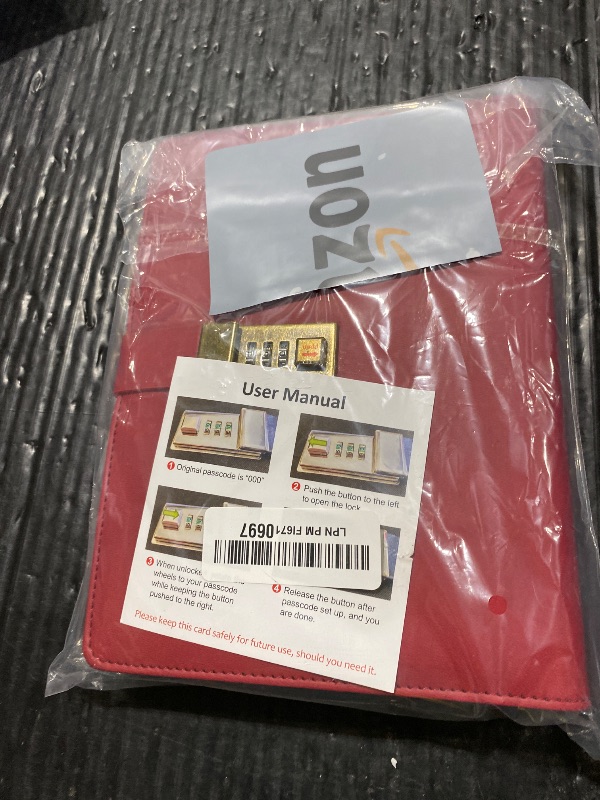 zon
User Manual
1 Original passcode is "000"
2 Push the button to the left
to open the lock
LPN PM FI6710697
3 When unlocked
wheels to your passcode
while keeping the button
pushed to the right.
4 Release the button after
passcode set up, and you
are done.
Please keep this card safely for future use, should you need it.